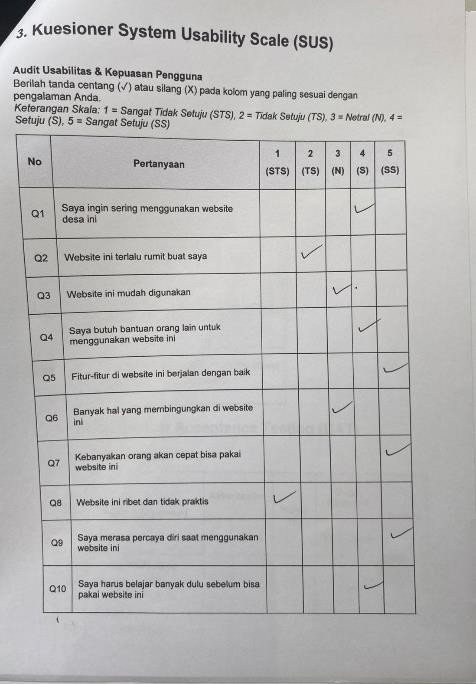 3. Kuesioner System Usability Scale (SUS)
Audit Usabilitas & Kepuasan Pengguna
Berilah tanda centang (√) atau silang (X) pada kolom yang paling sesuai dengan
pengalaman Anda.
Keterangan Skala: 1 = Sangat Tidak Setuju (STS), 2 = Tidak Setuju (TS), 3 = Netral (N), 4 =
Setuju (S), 5 = Sangat Setuju (SS)
No Pertanyaan 1 (STS) 2 (TS) 3 (N) 4 (S) 5 (SS)
Q1 Saya ingin sering menggunakan website
desa ini ✓
Q2 Website ini terlalu rumit buat saya ✓
Q3 Website ini mudah digunakan ✓
Q4 Saya butuh bantuan orang lain untuk
menggunakan website ini ✓
Q5 Fitur-fitur di website ini berjalan dengan baik ✓
Q6 Banyak hal yang membingungkan di website
ini ✓
Q7 Kebanyakan orang akan cepat bisa pakai
website ini ✓
Q8 Website ini ribet dan tidak praktis ✓
Q9 Saya merasa percaya diri saat menggunakan
website ini ✓
Q10 Saya harus belajar banyak dulu sebelum bisa
pakai website ini ✓